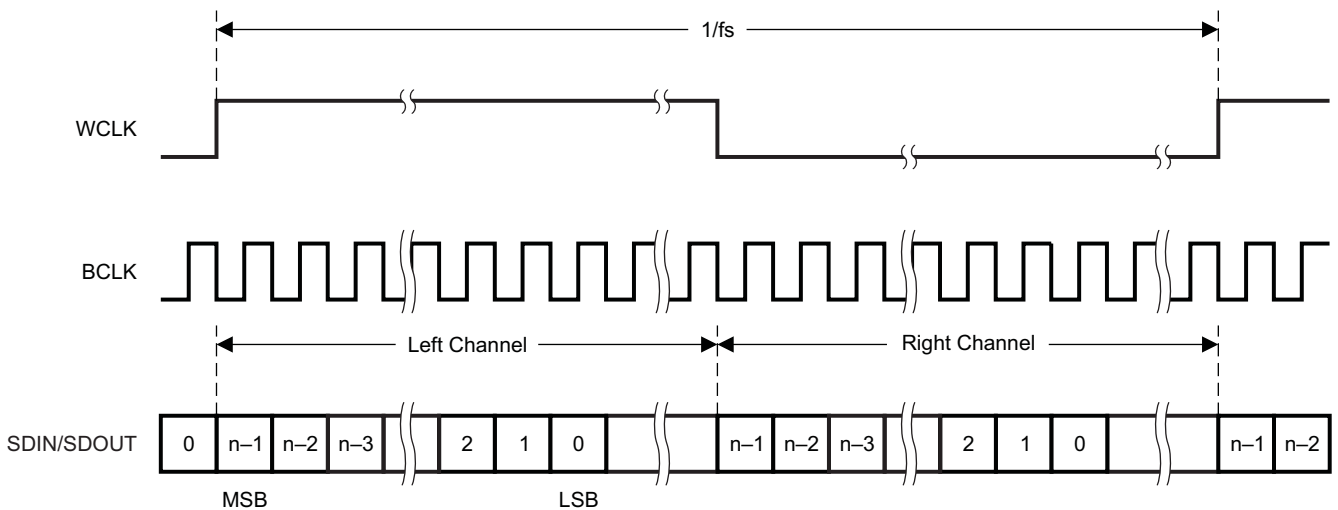 1/fs
WCLK
BCLK
Left Channel
Right Channel
SDIN/SDOUT 0 n–1 n–2 n–3 2 1 0 n–1 n–2 n–3 2 1 0 n–1 n–2
MSB LSB